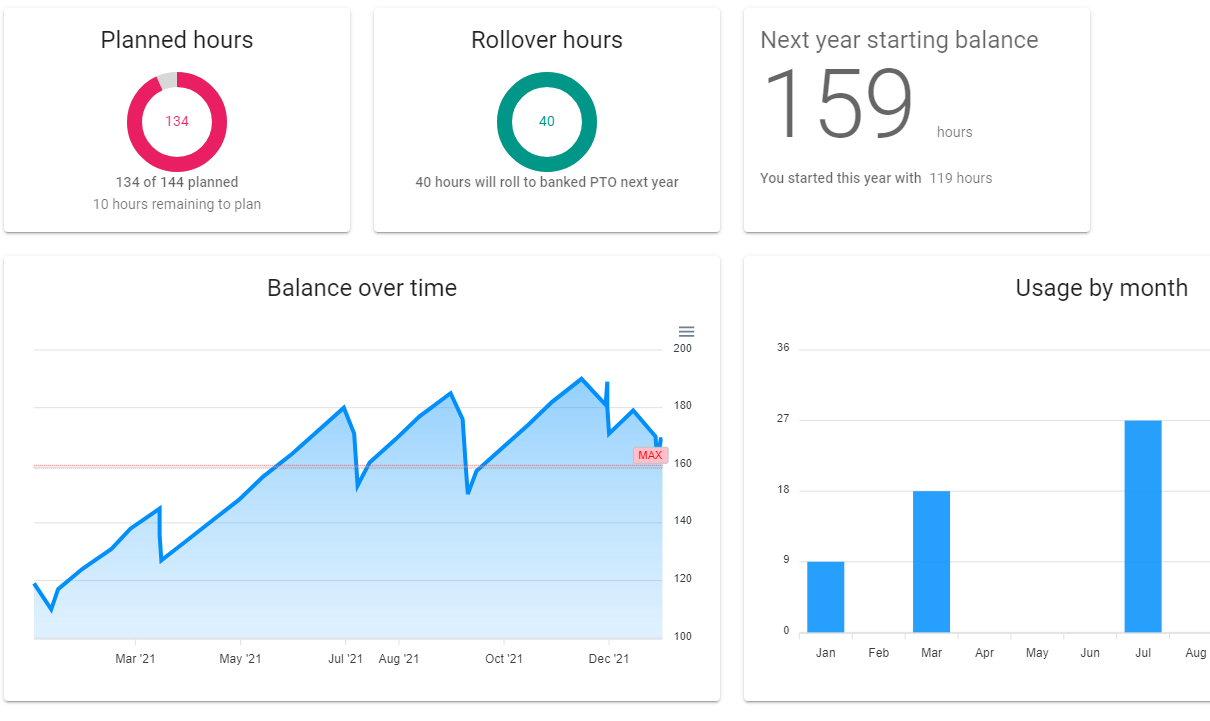 Planned hours
134
134 of 144 planned
10 hours remaining to plan
Rollover hours
40
40 hours will roll to banked PTO next year
Next year starting balance
159 hours
You started this year with 119 hours
Balance over time
200
180
160
140
120
100
MAX
Mar '21 May '21 Jul '21 Aug '21 Oct '21 Dec '21
Usage by month
36
27
18
9
0
Jan Feb Mar Apr May Jun Jul Aug